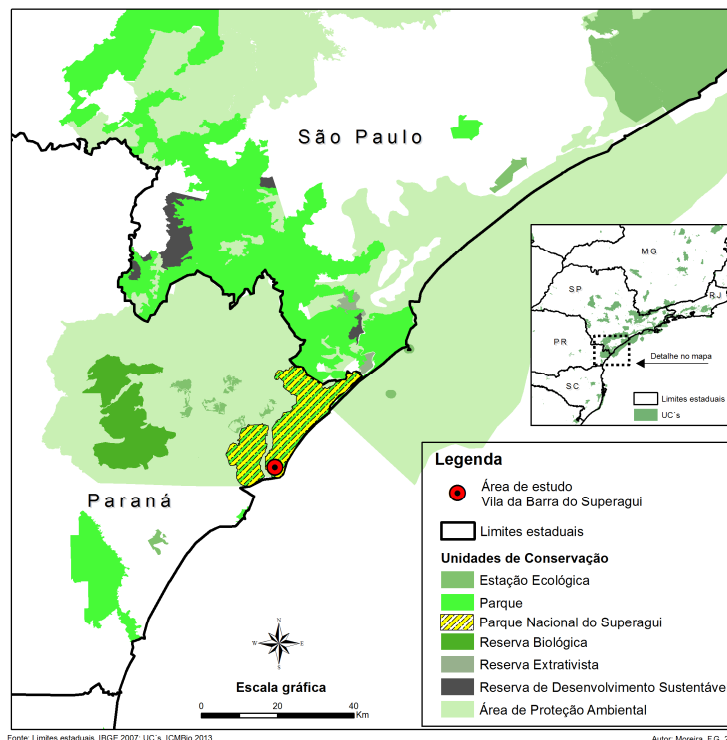 São Paulo
MG
SP
RJ
PR
Detalhe no mapa
SC
Limites estaduais
UC`s
Paraná
Legenda
Área de estudo
Vila da Barra do Superagui
Limites estaduais
Unidades de Conservação
Estação Ecológica
Parque
Parque Nacional do Superagui
Reserva Biológica
Reserva Extrativista
Reserva de Desenvolvimento Sustentáve
Área de Proteção Ambiental
N
W E
S
Escala gráfica
0 20 40
Km
Fonte: Limites estaduais, IBGE 2007; UC`s, ICMBio 2013
Autor: Moreira, F.G. 2